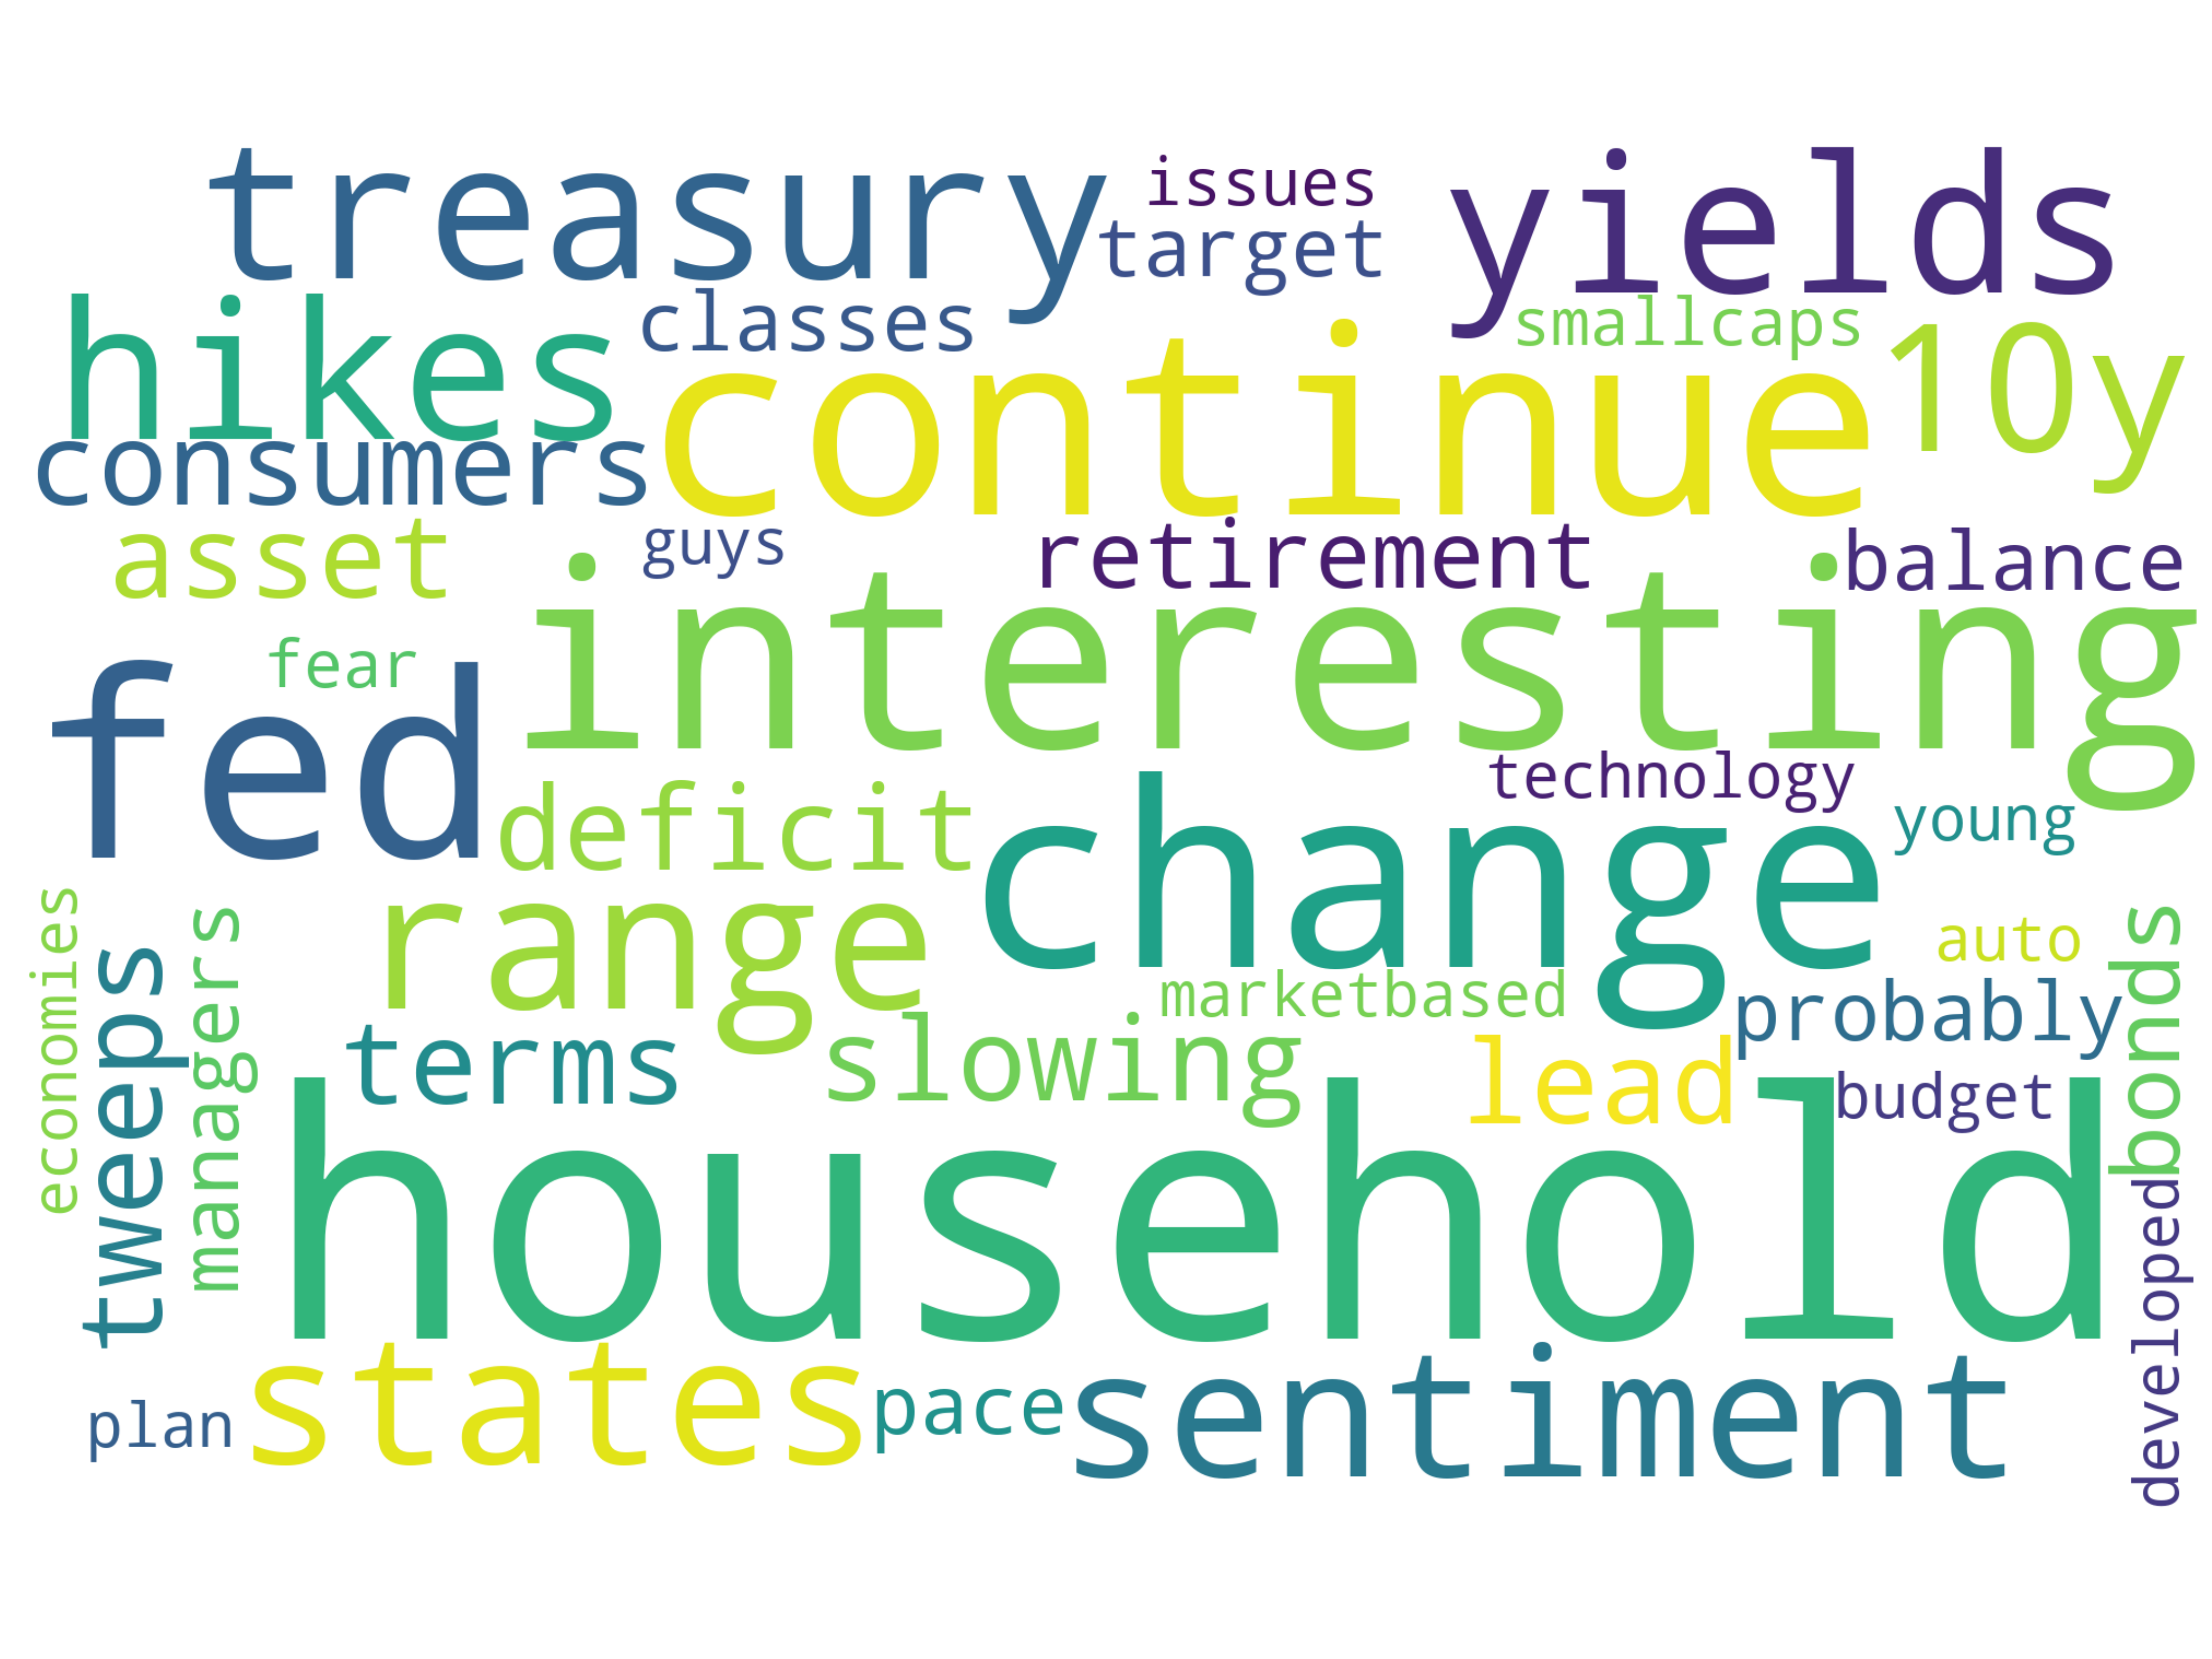 treasury
issues
yields
target
hikes
classes
smallcaps
continue
10y
consumers
asset
guys
retirement
balance
interesting
fear
fed
technology
deficit
change
young
range
economies
tweeps
managers
marketbased
auto
bonds
probably
terms
slowing
lead
budget
household
developed
states
pace
sentiment
plan